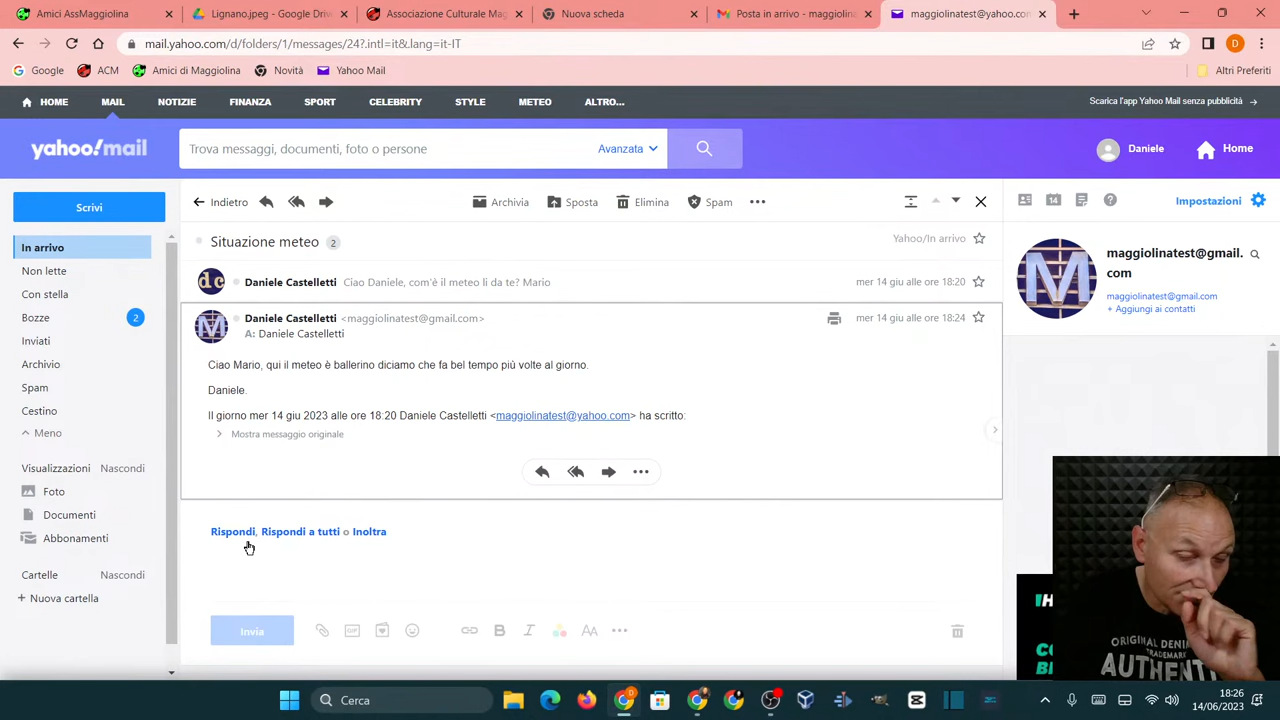 Amici AssMaggiolina
Lignano.jpeg - Google Driv
Associazione Culturale Mag
Nuova scheda
Posta in arrivo - maggiolina
maggiolinatest@yahoo.con
mail.yahoo.com/d/folders/1/messages/24?.intl=it&.lang=it-IT
D
Google
ACM
Amici di Maggiolina
Novità
Yahoo Mail
Altri Preferiti
HOME
MAIL
NOTIZIE
FINANZA
SPORT
CELEBRITY
STYLE
METEO
ALTRO...
Scarica l'app Yahoo Mail senza pubblicità
yahoo!mail
Trova messaggi, documenti, foto o persone
Avanzata
Daniele
Home
Scrivi
Indietro
Archivia
Sposta
Elimina
Spam
14
Impostazioni
In arrivo
Non lette
Con stella
Bozze 2
Inviati
Archivio
Spam
Cestino
Meno
Visualizzazioni Nascondi
Foto
Documenti
Abbonamenti
Cartelle Nascondi
+ Nuova cartella
Situazione meteo 2
Yahoo/In arrivo
dc
Daniele Castelletti Ciao Daniele, com'è il meteo lì da te? Mario
mer 14 giu alle ore 18:20
M
Daniele Castelletti <maggiolinatest@gmail.com>
mer 14 giu alle ore 18:24
A: Daniele Castelletti
Ciao Mario, qui il meteo è ballerino diciamo che fa bel tempo più volte al giorno.
Daniele.
Il giorno mer 14 giu 2023 alle ore 18:20 Daniele Castelletti <maggiolinatest@yahoo.com> ha scritto:
Mostra messaggio originale
Rispondi, Rispondi a tutti o Inoltra
Invia
GIF
B
I
AA
M
maggiolinatest@gmail.
com
maggiolinatest@gmail.com
+ Aggiungi ai contatti
ORIGINAL DENIM
TRADEMARK
AUTHENTI
Cerca
D
18:26
14/06/2023